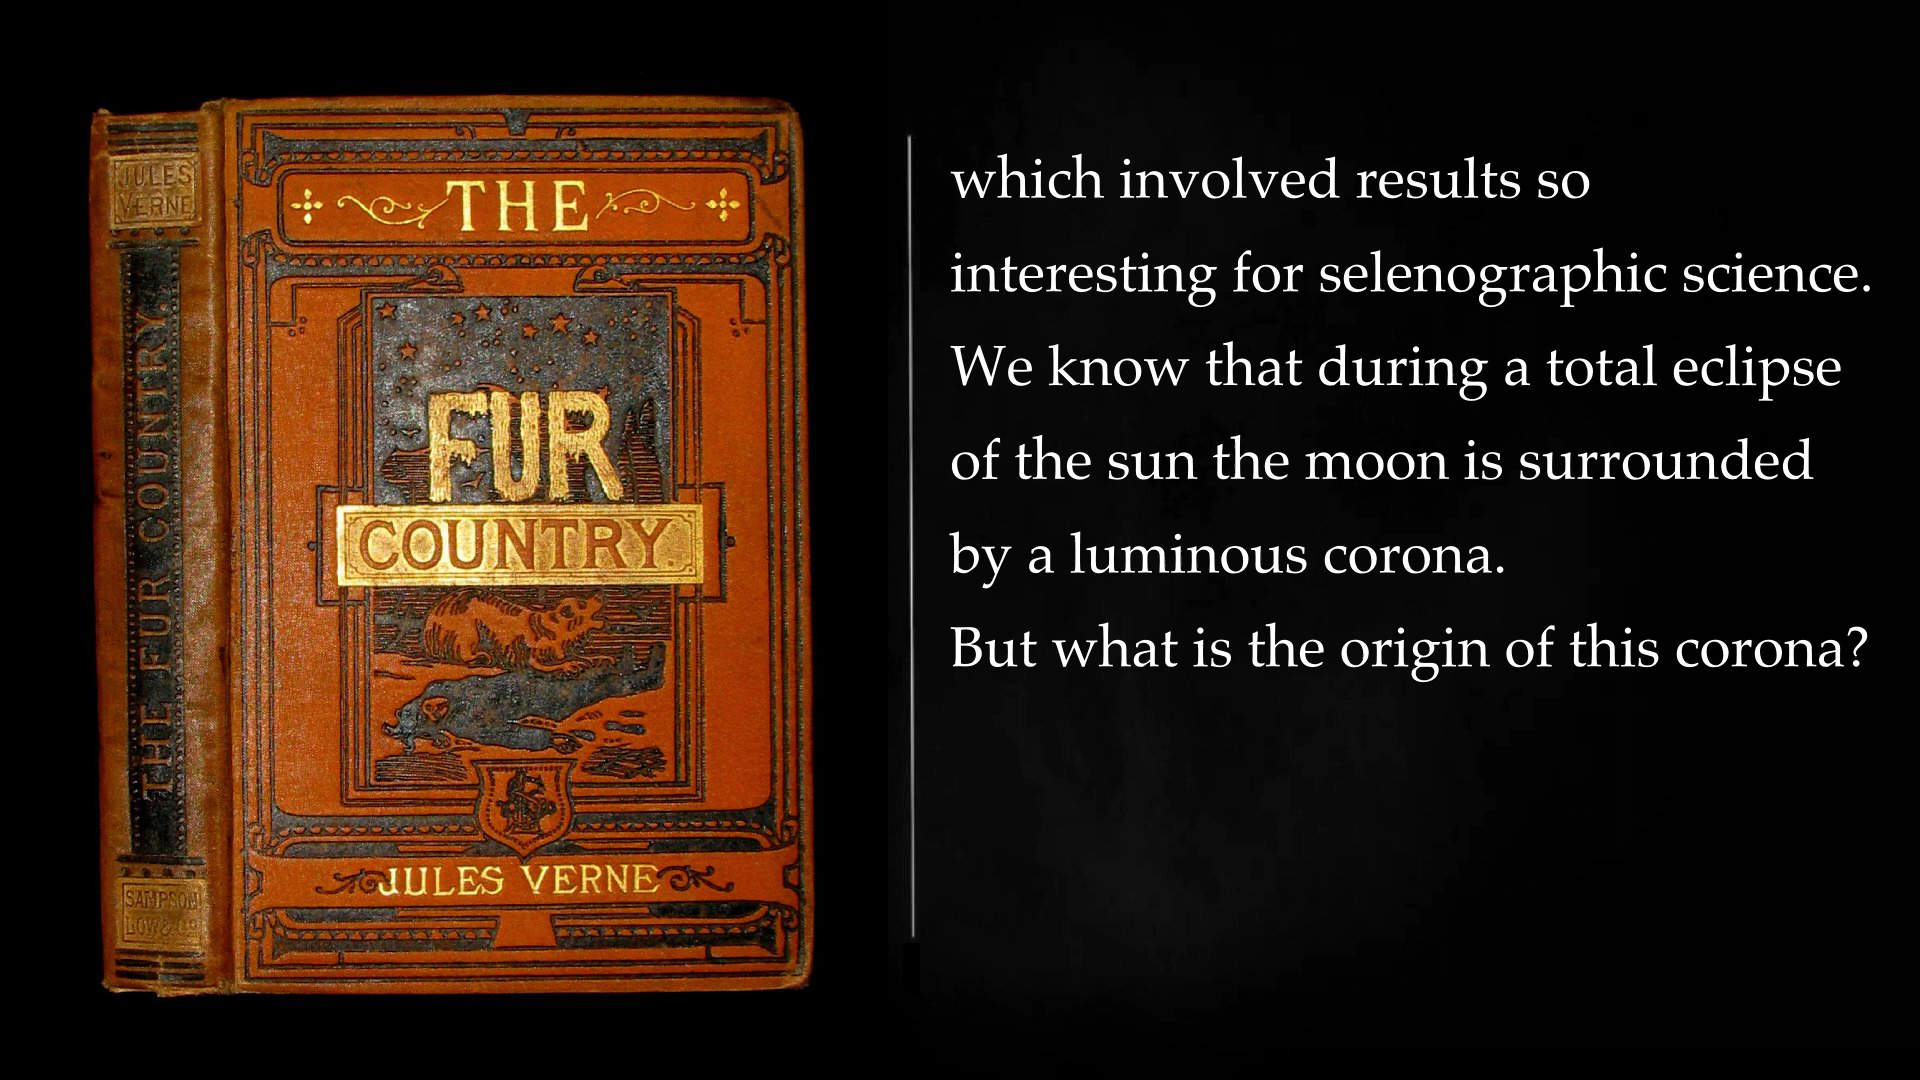 JULES
VERNE
THE FUR COUNTRY.
SAMPSON
LOW & Co
THE
FUR
COUNTRY.
JULES VERNE
which involved results so
interesting for selenographic science.
We know that during a total eclipse
of the sun the moon is surrounded
by a luminous corona.
But what is the origin of this corona?